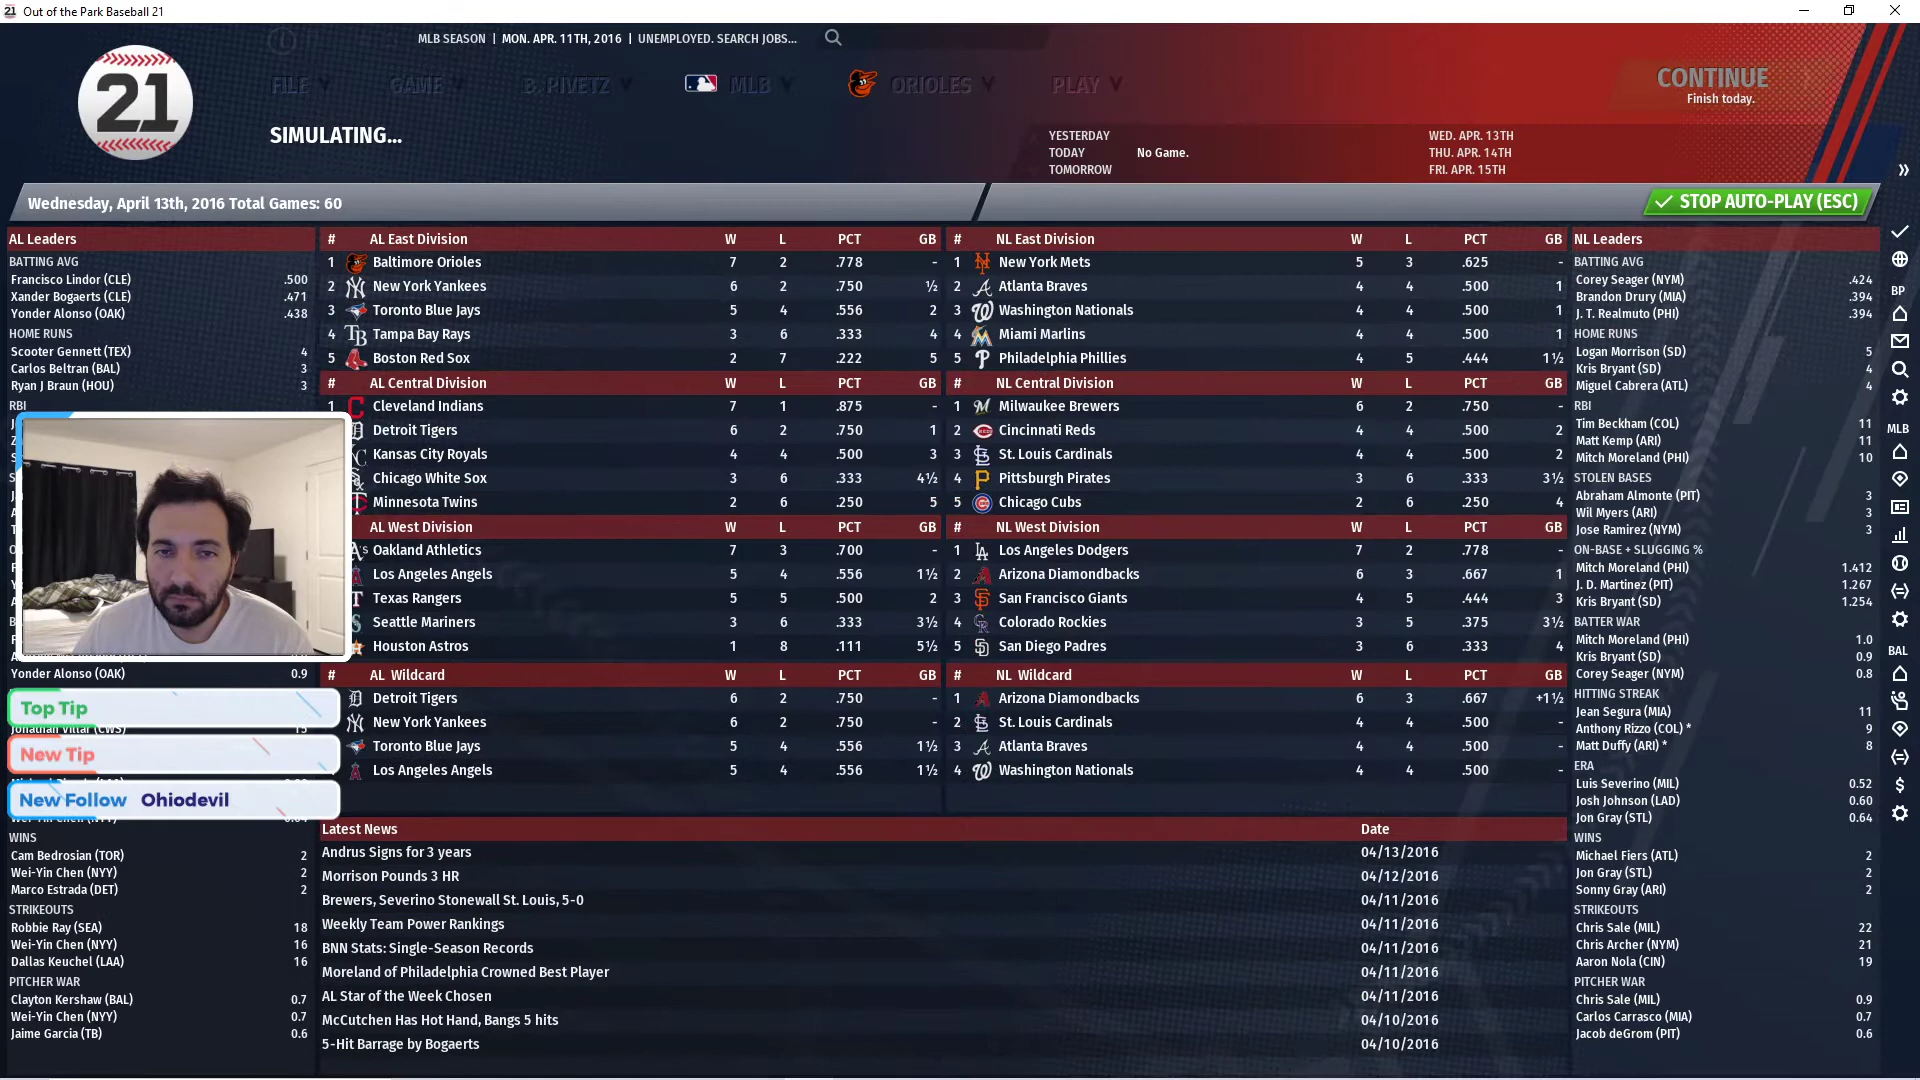 Out of the Park Baseball 21
MLB SEASON | MON. APR. 11TH, 2016 | UNEMPLOYED. SEARCH JOBS...
21
FILE GAME B. PIVETZ MLB ORIOLES PLAY
CONTINUE
Finish today.
SIMULATING...
YESTERDAY
TODAY No Game.
TOMORROW
WED. APR. 13TH
THU. APR. 14TH
FRI. APR. 15TH
Wednesday, April 13th, 2016 Total Games: 60
STOP AUTO-PLAY (ESC)
AL Leaders
BATTING AVG
Francisco Lindor (CLE) .500
Xander Bogaerts (CLE) .471
Yonder Alonso (OAK) .438
HOME RUNS
Scooter Gennett (TEX) 4
Carlos Beltran (BAL) 3
Ryan J Braun (HOU) 3
RBI
Yonder Alonso (OAK) 0.9
Top Tip
New Tip
New Follow Ohiodevil
WINS
Cam Bedrosian (TOR) 2
Wei-Yin Chen (NYY) 2
Marco Estrada (DET) 2
STRIKEOUTS
Robbie Ray (SEA) 18
Wei-Yin Chen (NYY) 16
Dallas Keuchel (LAA) 16
PITCHER WAR
Clayton Kershaw (BAL) 0.7
Wei-Yin Chen (NYY) 0.7
Jaime Garcia (TB) 0.6
# AL East Division W L PCT GB
1 Baltimore Orioles 7 2 .778 -
2 New York Yankees 6 2 .750 ½
3 Toronto Blue Jays 5 4 .556 2
4 Tampa Bay Rays 3 6 .333 4
5 Boston Red Sox 2 7 .222 5
# AL Central Division W L PCT GB
1 Cleveland Indians 7 1 .875 -
Detroit Tigers 6 2 .750 1
Kansas City Royals 4 4 .500 3
Chicago White Sox 3 6 .333 4½
Minnesota Twins 2 6 .250 5
AL West Division W L PCT GB
Oakland Athletics 7 3 .700 -
Los Angeles Angels 5 4 .556 1½
Texas Rangers 5 5 .500 2
Seattle Mariners 3 6 .333 3½
Houston Astros 1 8 .111 5½
# AL Wildcard W L PCT GB
Detroit Tigers 6 2 .750 -
New York Yankees 6 2 .750 -
Toronto Blue Jays 5 4 .556 1½
Los Angeles Angels 5 4 .556 1½
# NL East Division W L PCT GB
1 New York Mets 5 3 .625 -
2 Atlanta Braves 4 4 .500 1
3 Washington Nationals 4 4 .500 1
4 Miami Marlins 4 4 .500 1
5 Philadelphia Phillies 4 5 .444 1½
# NL Central Division W L PCT GB
1 Milwaukee Brewers 6 2 .750 -
2 Cincinnati Reds 4 4 .500 2
3 St. Louis Cardinals 4 4 .500 2
4 Pittsburgh Pirates 3 6 .333 3½
5 Chicago Cubs 2 6 .250 4
# NL West Division W L PCT GB
1 Los Angeles Dodgers 7 2 .778 -
2 Arizona Diamondbacks 6 3 .667 1
3 San Francisco Giants 4 5 .444 3
4 Colorado Rockies 3 5 .375 3½
5 San Diego Padres 3 6 .333 4
# NL Wildcard W L PCT GB
1 Arizona Diamondbacks 6 3 .667 +1½
2 St. Louis Cardinals 4 4 .500 -
3 Atlanta Braves 4 4 .500 -
4 Washington Nationals 4 4 .500 -
Latest News Date
Andrus Signs for 3 years 04/13/2016
Morrison Pounds 3 HR 04/12/2016
Brewers, Severino Stonewall St. Louis, 5-0 04/11/2016
Weekly Team Power Rankings 04/11/2016
BNN Stats: Single-Season Records 04/11/2016
Moreland of Philadelphia Crowned Best Player 04/11/2016
AL Star of the Week Chosen 04/11/2016
McCutchen Has Hot Hand, Bangs 5 hits 04/10/2016
5-Hit Barrage by Bogaerts 04/10/2016
NL Leaders
BATTING AVG
Corey Seager (NYM) .424
Brandon Drury (MIA) .394
J. T. Realmuto (PHI) .394
HOME RUNS
Logan Morrison (SD) 5
Kris Bryant (SD) 4
Miguel Cabrera (ATL) 4
RBI
Tim Beckham (COL) 11
Matt Kemp (ARI) 11
Mitch Moreland (PHI) 10
STOLEN BASES
Abraham Almonte (PIT) 3
Wil Myers (ARI) 3
Jose Ramirez (NYM) 3
ON-BASE + SLUGGING %
Mitch Moreland (PHI) 1.412
J. D. Martinez (PIT) 1.267
Kris Bryant (SD) 1.254
BATTER WAR
Mitch Moreland (PHI) 1.0
Kris Bryant (SD) 0.9
Corey Seager (NYM) 0.8
HITTING STREAK
Jean Segura (MIA) 11
Anthony Rizzo (COL) * 9
Matt Duffy (ARI) * 8
ERA
Luis Severino (MIL) 0.52
Josh Johnson (LAD) 0.60
Jon Gray (STL) 0.64
WINS
Michael Fiers (ATL) 2
Jon Gray (STL) 2
Sonny Gray (ARI) 2
STRIKEOUTS
Chris Sale (MIL) 22
Chris Archer (NYM) 21
Aaron Nola (CIN) 19
PITCHER WAR
Chris Sale (MIL) 0.9
Carlos Carrasco (MIA) 0.7
Jacob deGrom (PIT) 0.6
BP
MLB
BAL